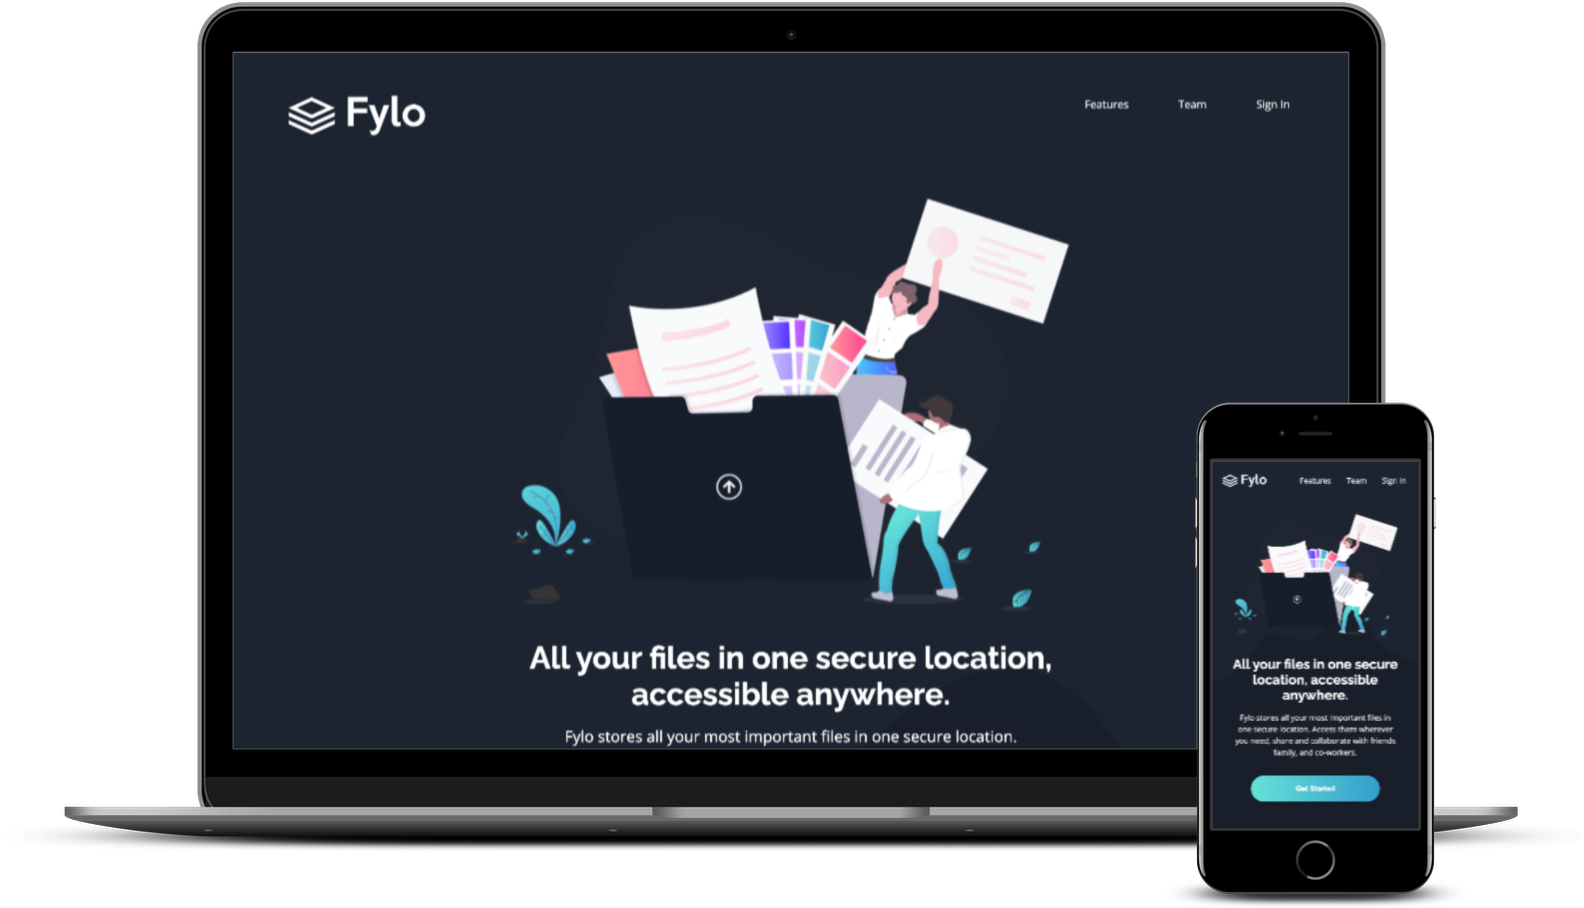 Fylo
Features Team Sign In
All your files in one secure location,
accessible anywhere.
Fylo stores all your most important files in one secure location.
Fylo
Features Team Sign In
All your files in one secure
location, accessible
anywhere.
Fylo stores all your most important files in
one secure location. Access them wherever
you need, share and collaborate with friends
family, and co-workers.
Get Started